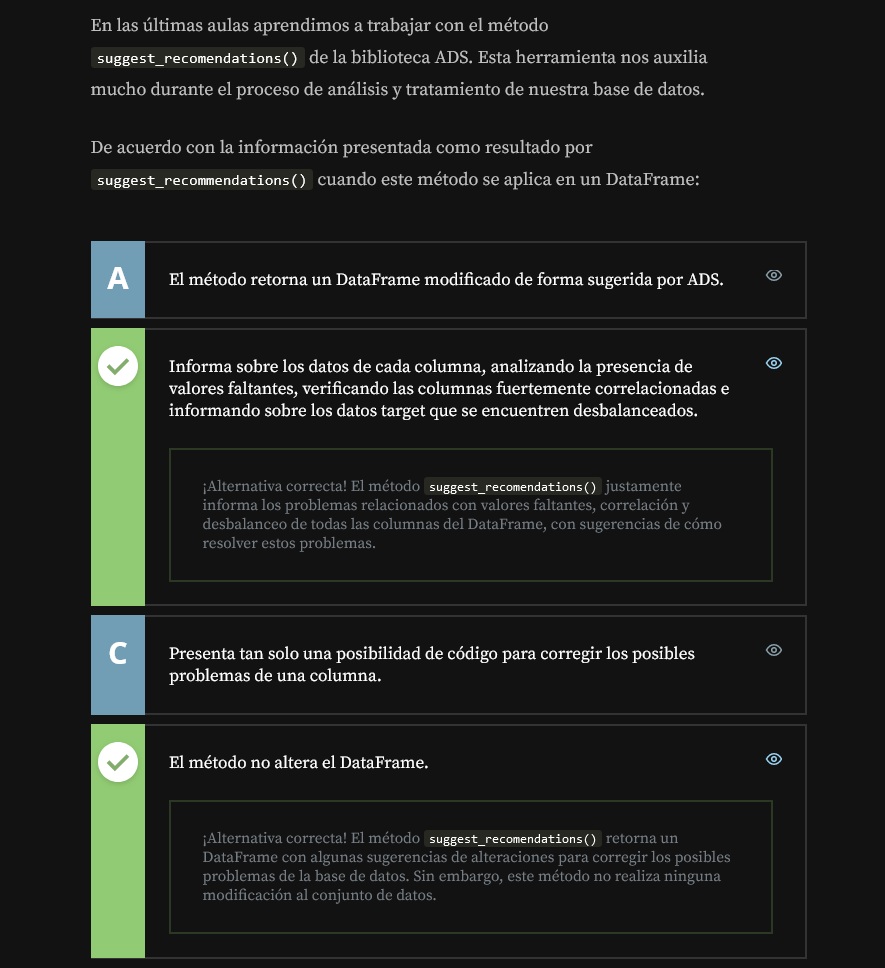 En las últimas aulas aprendimos a trabajar con el método
suggest_recomendations() de la biblioteca ADS. Esta herramienta nos auxilia
mucho durante el proceso de análisis y tratamiento de nuestra base de datos.
De acuerdo con la información presentada como resultado por
suggest_recommendations() cuando este método se aplica en un DataFrame:
A
El método retorna un DataFrame modificado de forma sugerida por ADS.
Informa sobre los datos de cada columna, analizando la presencia de
valores faltantes, verificando las columnas fuertemente correlacionadas e
informando sobre los datos target que se encuentren desbalanceados.
¡Alternativa correcta! El método suggest_recomendations() justamente
informa los problemas relacionados con valores faltantes, correlación y
desbalanceo de todas las columnas del DataFrame, con sugerencias de cómo
resolver estos problemas.
C
Presenta tan solo una posibilidad de código para corregir los posibles
problemas de una columna.
El método no altera el DataFrame.
¡Alternativa correcta! El método suggest_recomendations() retorna un
DataFrame con algunas sugerencias de alteraciones para corregir los posibles
problemas de la base de datos. Sin embargo, este método no realiza ninguna
modificación al conjunto de datos.